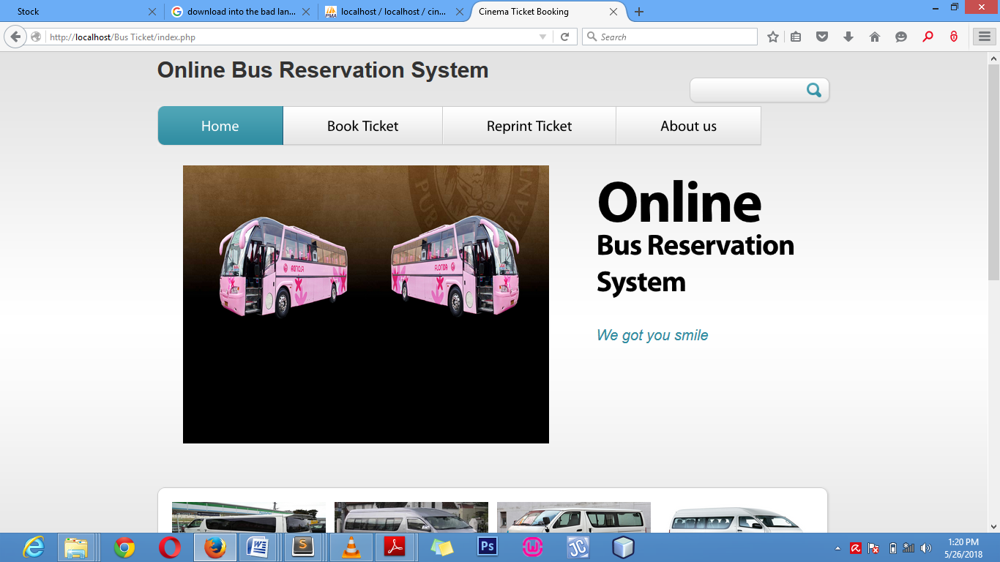 Stock
download into the bad lan...
localhost / localhost / cin...
Cinema Ticket Booking
http://localhost/Bus Ticket/index.php
Search
Online Bus Reservation System
Home
Book Ticket
Reprint Ticket
About us
FLORIDA
Online
Bus Reservation
System
We got you smile
1:20 PM
5/26/2018